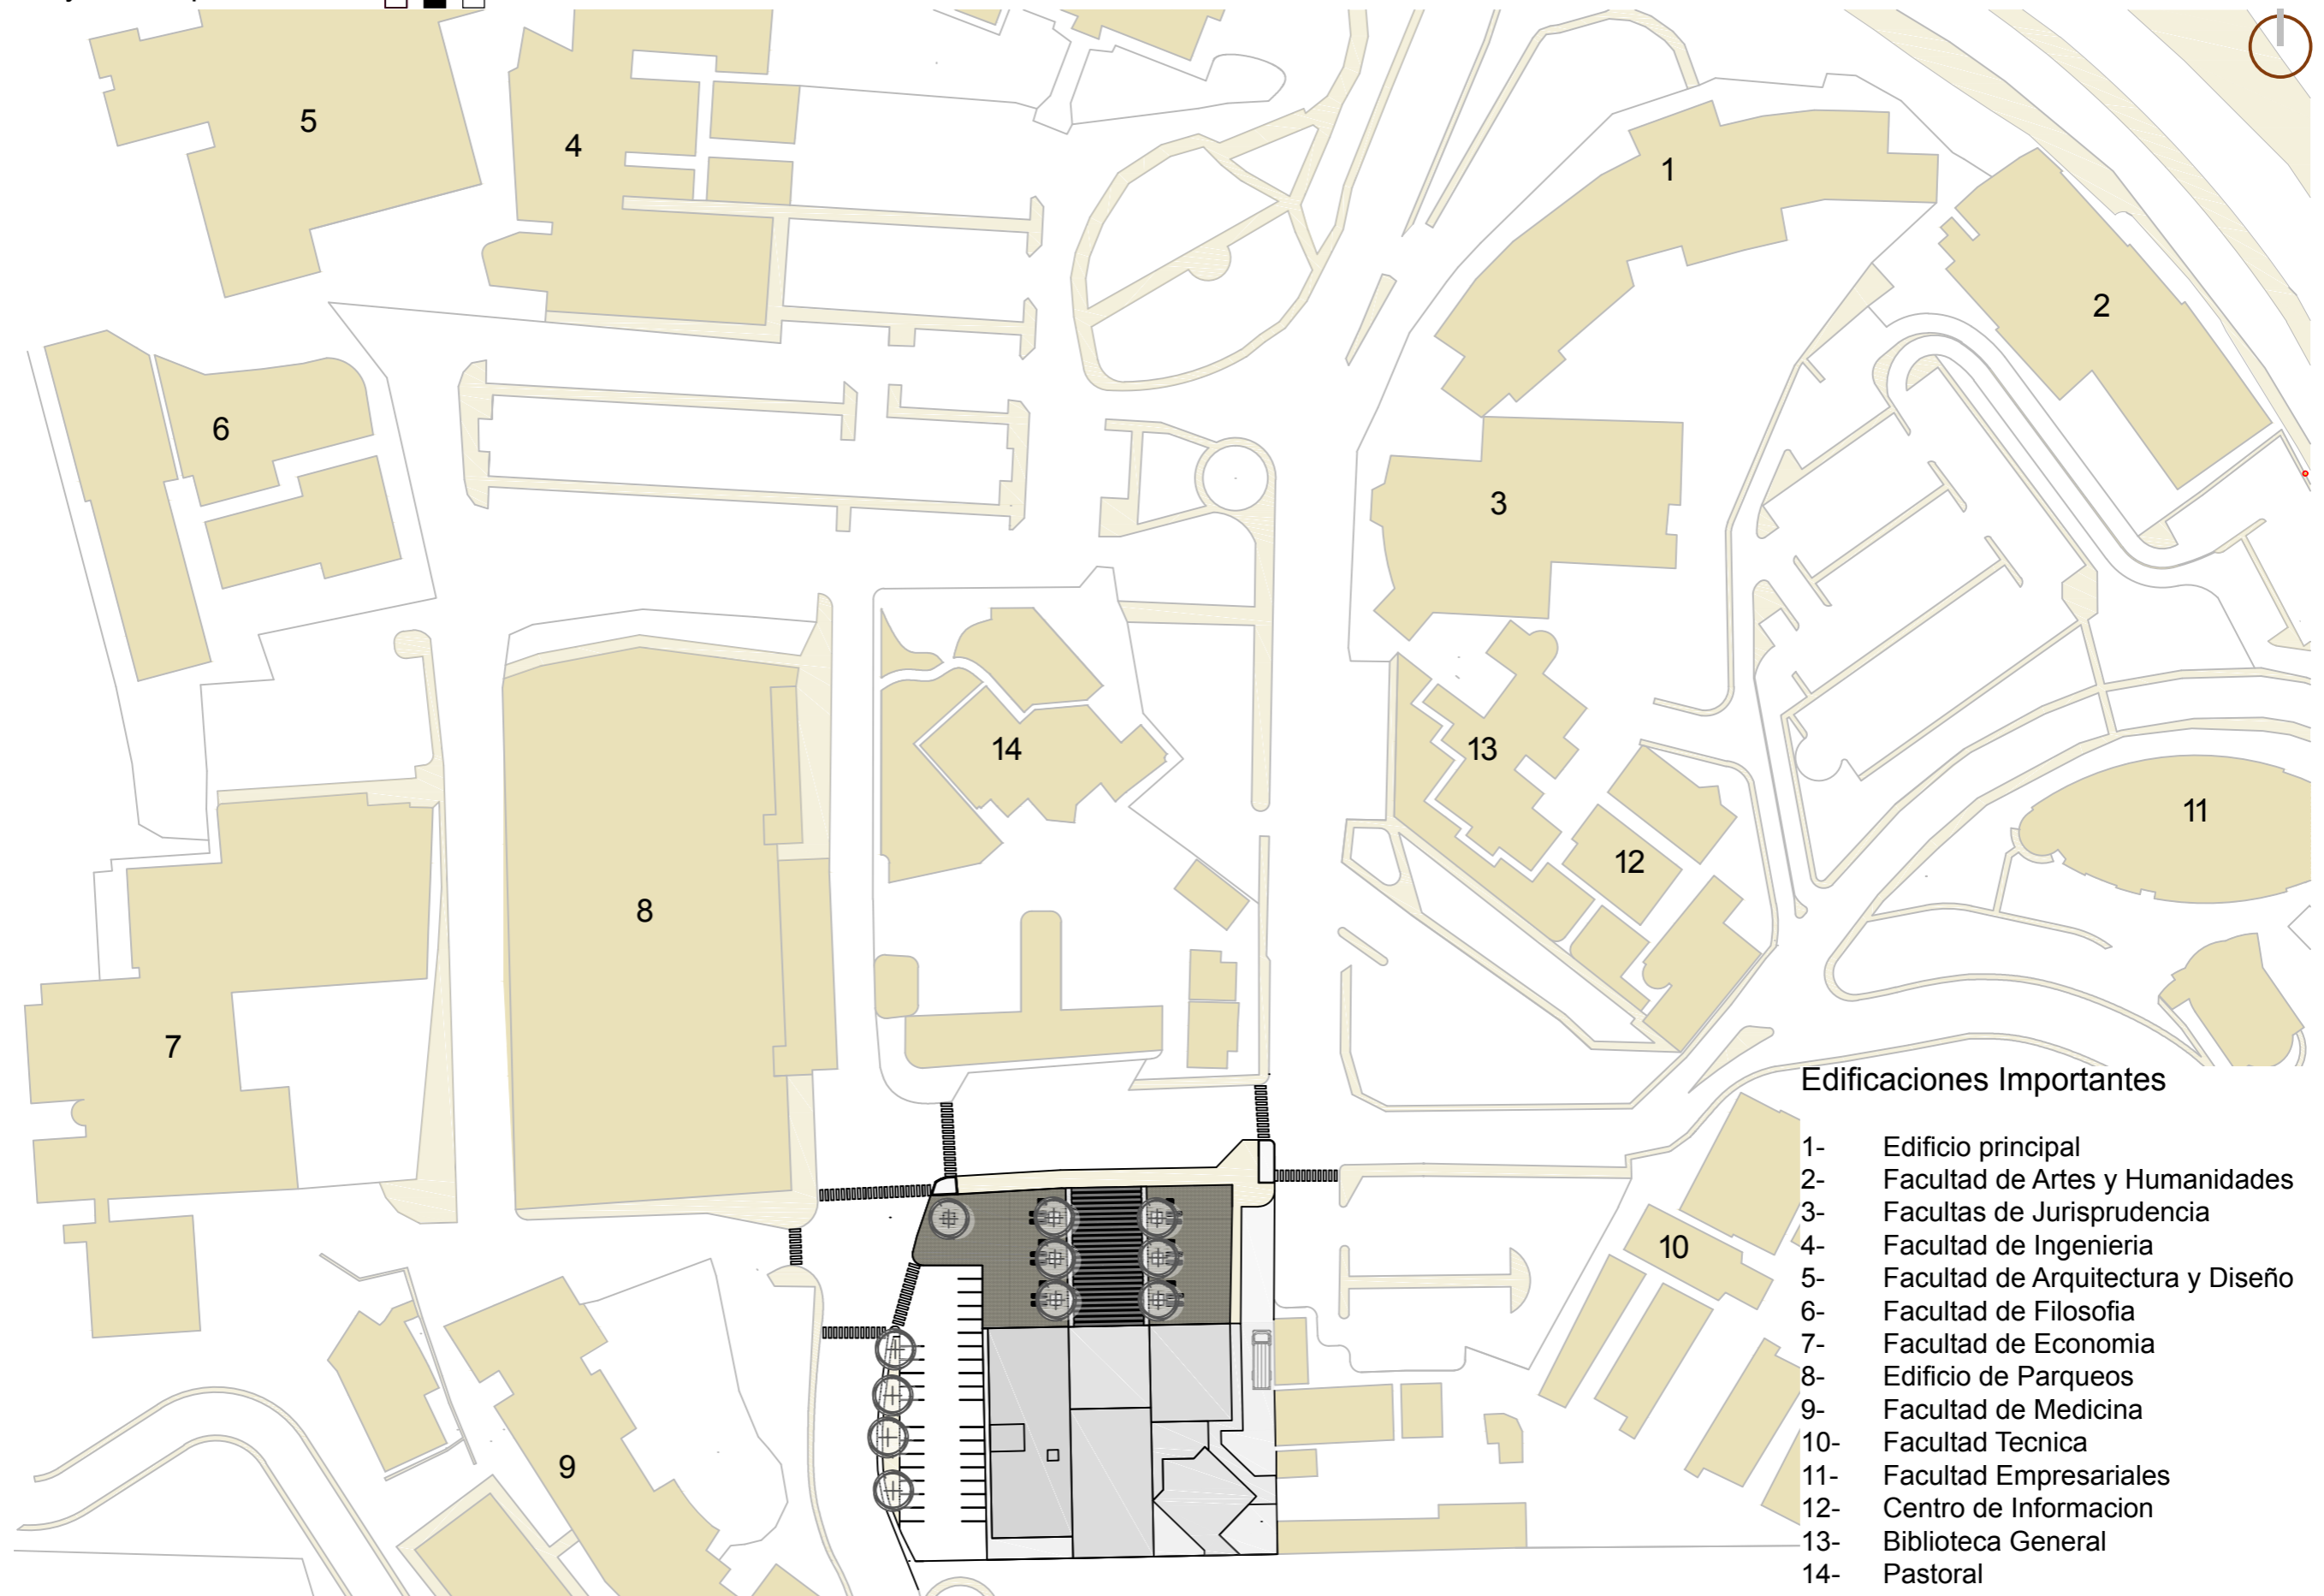 5
4
1
2
6
3
14
13
11
12
8
7
10
9
Edificaciones Importantes
1- Edificio principal
2- Facultad de Artes y Humanidades
3- Facultas de Jurisprudencia
4- Facultad de Ingenieria
5- Facultad de Arquitectura y Diseño
6- Facultad de Filosofia
7- Facultad de Economia
8- Edificio de Parqueos
9- Facultad de Medicina
10- Facultad Tecnica
11- Facultad Empresariales
12- Centro de Informacion
13- Biblioteca General
14- Pastoral